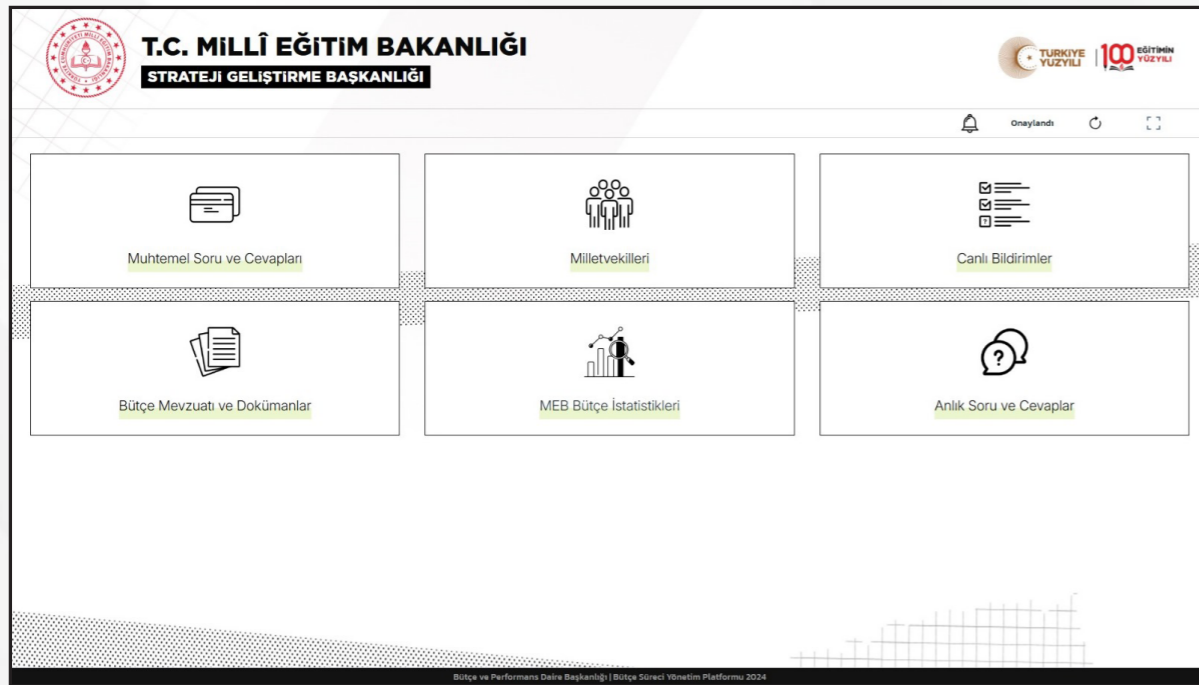 T.C. MİLLÎ EĞİTİM BAKANLIĞI
STRATEJİ GELİŞTİRME BAŞKANLIĞI
TÜRKİYE YÜZYILI
100 EĞİTİMİN YÜZYILI
Onaylandı
Muhtemel Soru ve Cevapları
Milletvekilleri
Canlı Bildirimler
Bütçe Mevzuatı ve Dokümanlar
MEB Bütçe İstatistikleri
Anlık Soru ve Cevaplar
Bütçe ve Performans Daire Başkanlığı | Bütçe Süreci Yönetim Platformu 2024